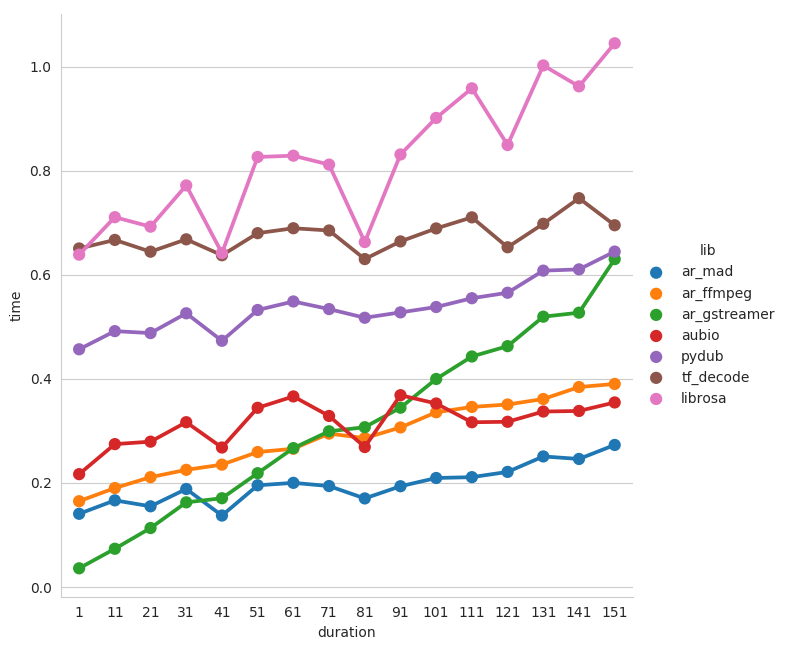 1.0
0.8
0.6
0.4
0.2
0.0
time
1 11 21 31 41 51 61 71 81 91 101 111 121 131 141 151
duration
lib
ar_mad
ar_ffmpeg
ar_gstreamer
aubio
pydub
tf_decode
librosa